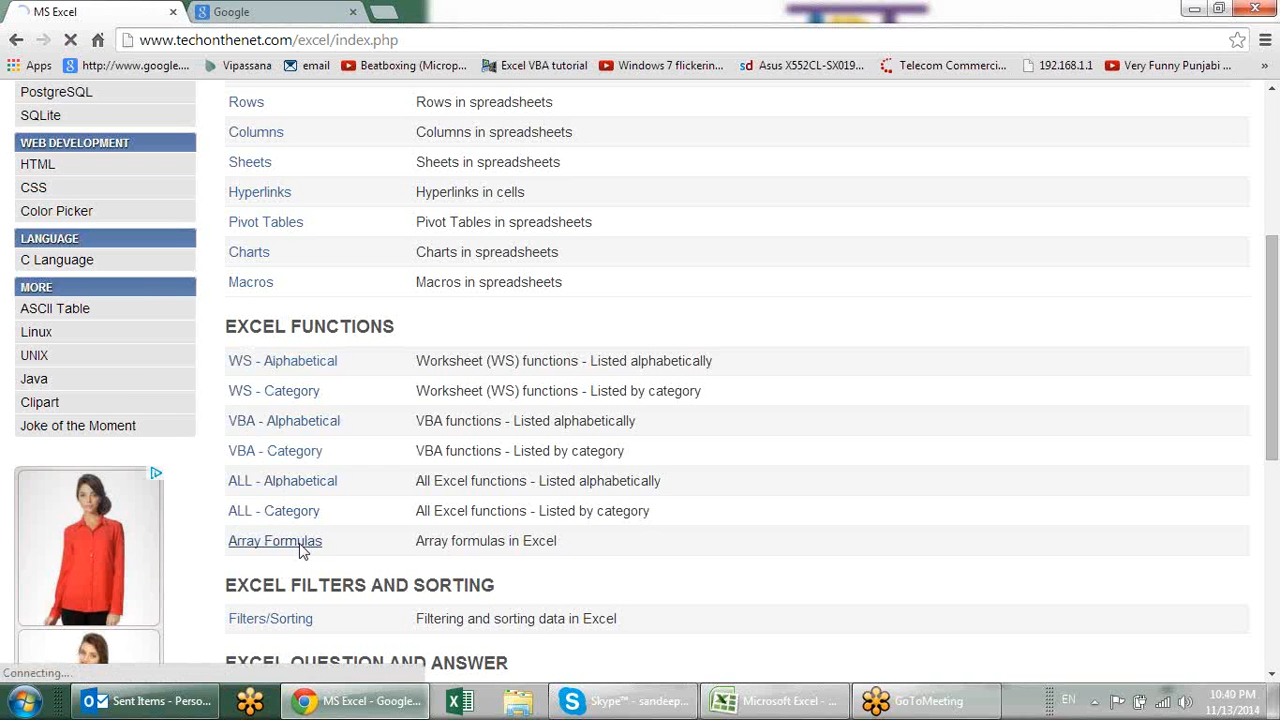 MS Excel
Google
www.techonthenet.com/excel/index.php
Apps
http://www.google....
Vipassana
email
Beatboxing (Micro...
Excel VBA tutorial
Windows 7 flickerin...
Asus X552CL-SX019...
Telecom Commerci...
192.168.1.1
Very Funny Punjabi ...
»
PostgreSQL
SQLite
WEB DEVELOPMENT
HTML
CSS
Color Picker
LANGUAGE
C Language
MORE
ASCII Table
Linux
UNIX
Java
Clipart
Joke of the Moment
Rows Rows in spreadsheets
Columns Columns in spreadsheets
Sheets Sheets in spreadsheets
Hyperlinks Hyperlinks in cells
Pivot Tables Pivot Tables in spreadsheets
Charts Charts in spreadsheets
Macros Macros in spreadsheets
EXCEL FUNCTIONS
WS - Alphabetical Worksheet (WS) functions - Listed alphabetically
WS - Category Worksheet (WS) functions - Listed by category
VBA - Alphabetical VBA functions - Listed alphabetically
VBA - Category VBA functions - Listed by category
ALL - Alphabetical All Excel functions - Listed alphabetically
ALL - Category All Excel functions - Listed by category
Array Formulas Array formulas in Excel
EXCEL FILTERS AND SORTING
Filters/Sorting Filtering and sorting data in Excel
EXCEL QUESTION AND ANSWER
Connecting....
Sent Items - Perso...
MS Excel - Google...
Skype™ - sandeep...
Microsoft Excel - ...
GoToMeeting
EN
10:40 PM
11/13/2014